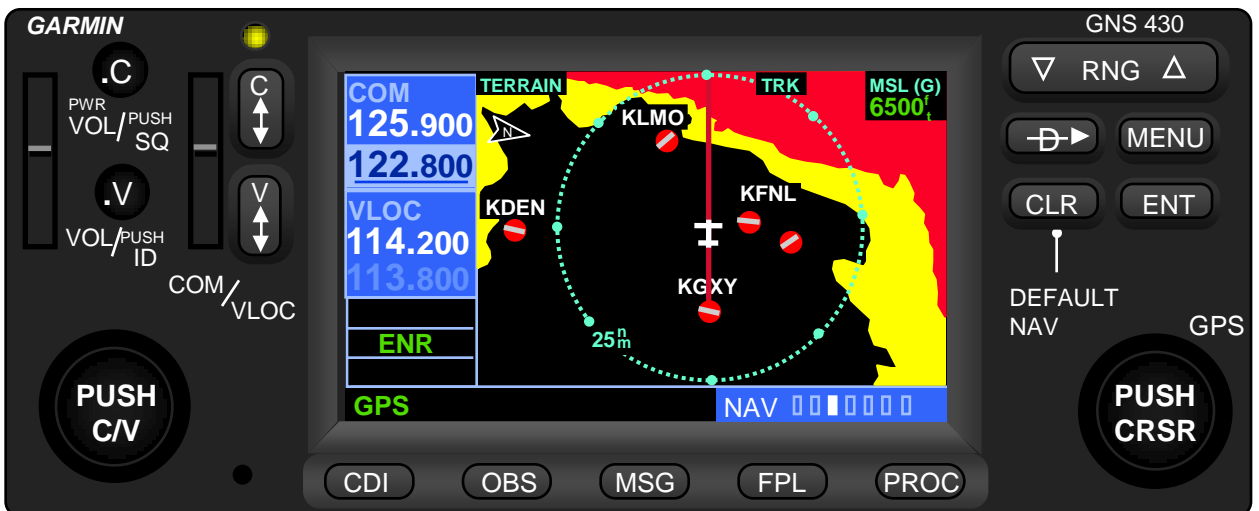 GARMIN
GNS 430
.C
PWR
VOL/PUSH
SQ
.V
VOL/PUSH
ID
C
V
COM/VLOC
PUSH
C/V
COM
125.900
122.800
VLOC
114.200
113.800
ENR
GPS
TERRAIN
TRK
MSL (G)
6500ft
N
KLMO
KDEN
KFNL
KGXY
25nm
NAV
RNG
D
MENU
CLR
ENT
DEFAULT
NAV
GPS
PUSH
CRSR
CDI
OBS
MSG
FPL
PROC